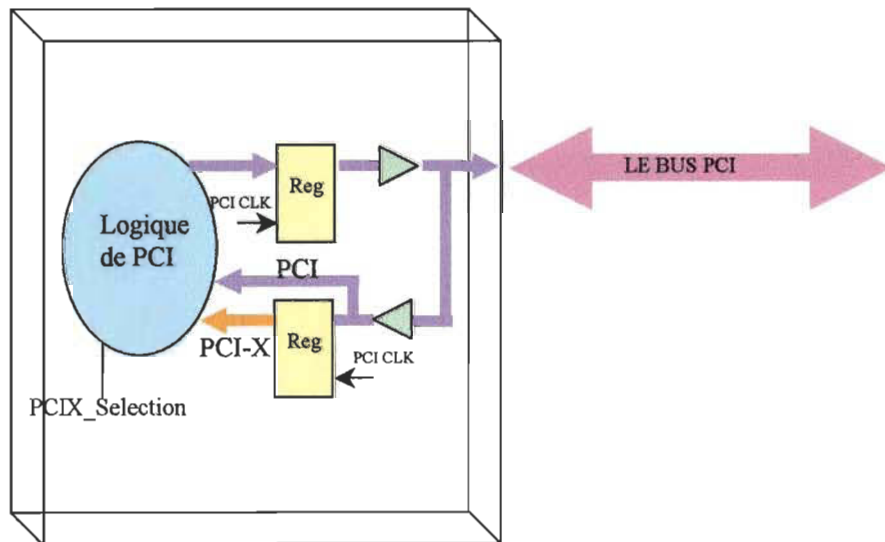 LE BUS PCI
Reg
PCI CLK
Logique
de PCI
PCI
Reg
PCI-X
PCI CLK
PCIX_Selection